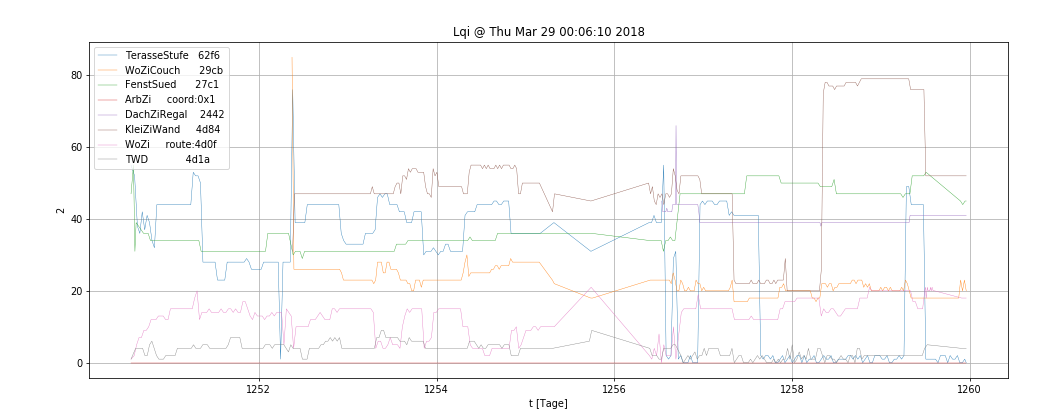 Lqi @ Thu Mar 29 00:06:10 2018
TerasseStufe 62f6
WoZiCouch 29cb
FenstSued 27c1
ArbZi coord:0x1
DachZiRegal 2442
KleiZiWand 4d84
WoZi route:4d0f
TWD 4d1a
80
60
2
40
20
0
1252 1254 1256 1258 1260
t [Tage]